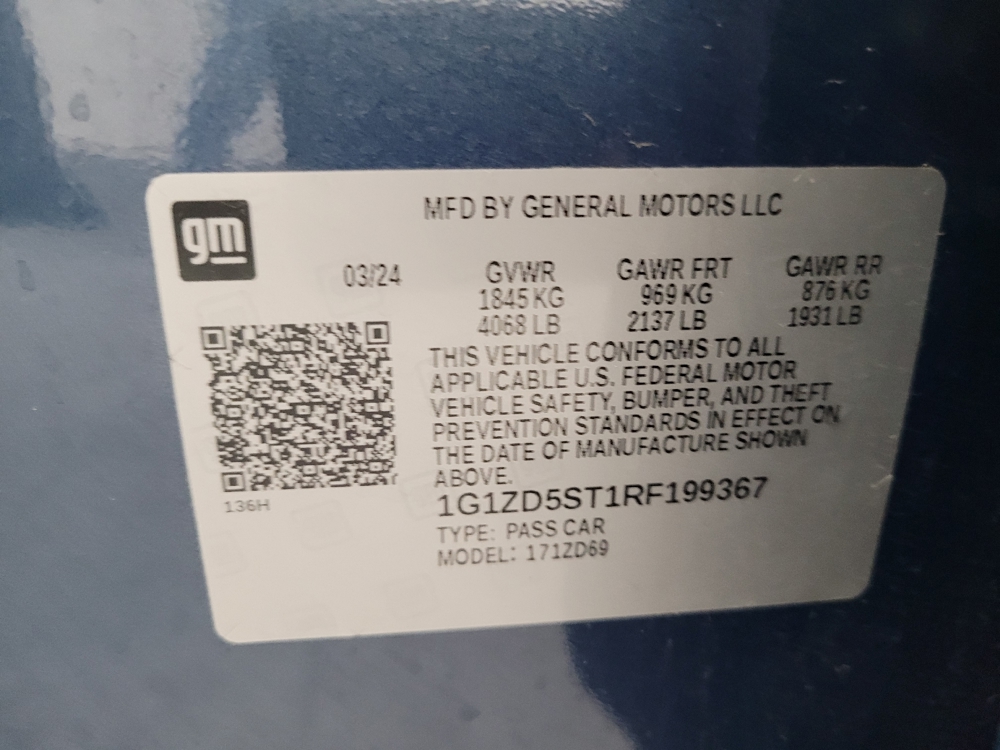 gm
MFD BY GENERAL MOTORS LLC
03/24 GVWR GAWR FRT GAWR RR
1845 KG 969 KG 876 KG
4068 LB 2137 LB 1931 LB
THIS VEHICLE CONFORMS TO ALL
APPLICABLE U.S. FEDERAL MOTOR
VEHICLE SAFETY, BUMPER, AND THEFT
PREVENTION STANDARDS IN EFFECT ON
THE DATE OF MANUFACTURE SHOWN
ABOVE.
1G1ZD5ST1RF199367
136H
TYPE: PASS CAR
MODEL: 171ZD69